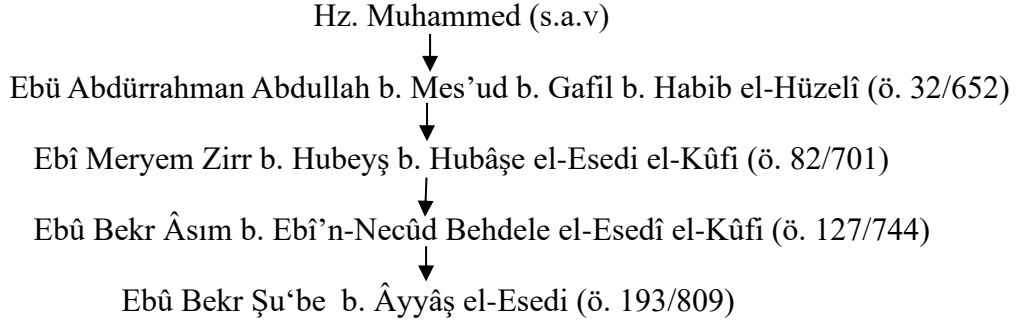 Hz. Muhammed (s.a.v)
Ebü Abdürrahman Abdullah b. Mes’ud b. Gafil b. Habib el-Hüzelî (ö. 32/652)
Ebî Meryem Zirr b. Hubeyş b. Hubâşe el-Esedi el-Kûfi (ö. 82/701)
Ebû Bekr Âsım b. Ebî’n-Necûd Behdele el-Esedî el-Kûfi (ö. 127/744)
Ebû Bekr Şu‘be b. Âyyâş el-Esedi (ö. 193/809)